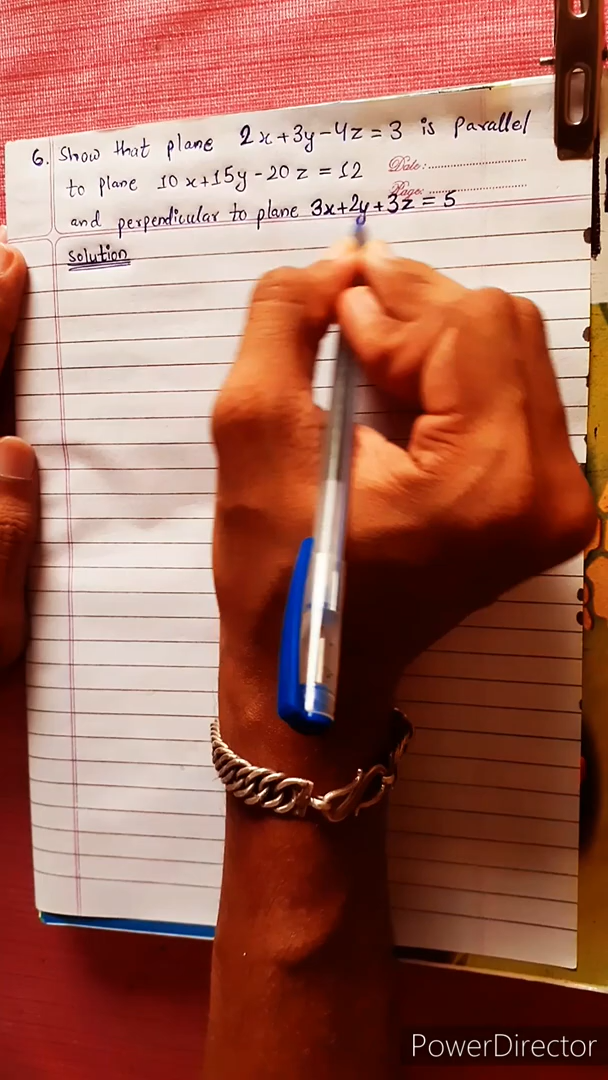 6. Show that plane 2x+3y-4z=3 is parallel
to plane 10x+15y-20z=12 Date:
Page:
and perpendicular to plane 3x+2y+3z=5
Solution
PowerDirector